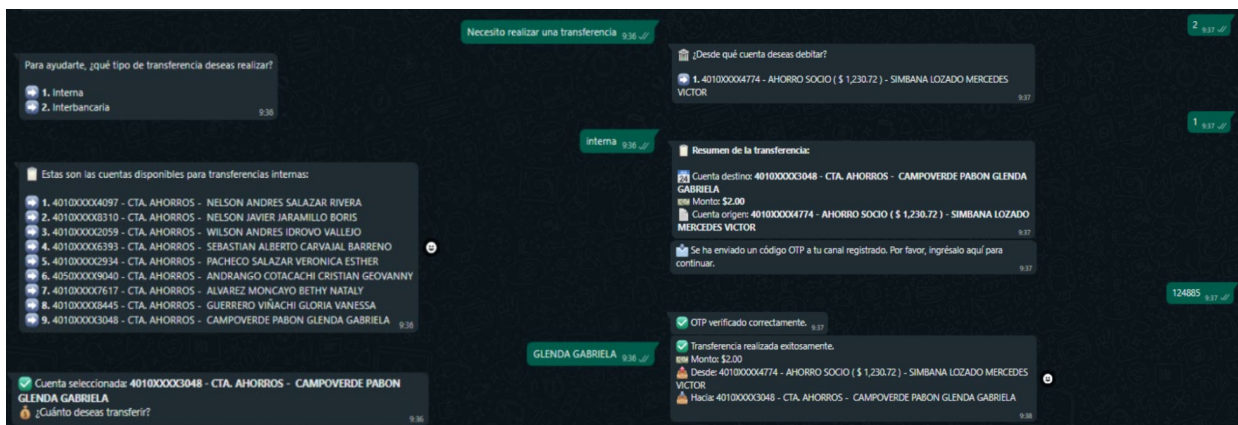 Necesito realizar una transferencia 9:36
Para ayudarte, ¿qué tipo de transferencia deseas realizar?
1. Interna
2. Interbancaria
9:36
interna 9:36
Estas son las cuentas disponibles para transferencias internas:
1. 4010XXXX4097 - CTA. AHORROS - NELSON ANDRES SALAZAR RIVERA
2. 4010XXXX8310 - CTA. AHORROS - NELSON JAVIER JARAMILLO BORIS
3. 4010XXXX2059 - CTA. AHORROS - WILSON ANDRES IDROVO VALLEJO
4. 4010XXXX6393 - CTA. AHORROS - SEBASTIAN ALBERTO CARVAJAL BARRENO
5. 4010XXXX2934 - CTA. AHORROS - PACHECO SALAZAR VERONICA ESTHER
6. 4050XXXX9040 - CTA. AHORROS - ANDRANGO COTACACHI CRISTIAN GEOVANNY
7. 4010XXXX7617 - CTA. AHORROS - ALVAREZ MONCAYO BETHY NATALY
8. 4010XXXX8445 - CTA. AHORROS - GUERRERO VIÑACHI GLORIA VANESSA
9. 4010XXXX3048 - CTA. AHORROS - CAMPOVERDE PABON GLENDA GABRIELA
9:36
GLENDA GABRIELA 9:36
Cuenta seleccionada: 4010XXXX3048 - CTA. AHORROS - CAMPOVERDE PABON
GLENDA GABRIELA
¿Cuánto deseas transferir?
9:36
2 9:37
¿Desde qué cuenta deseas debitar?
1. 4010XXXX4774 - AHORRO SOCIO ( $ 1,230.72 ) - SIMBANA LOZADO MERCEDES
VICTOR
9:37
1 9:37
Resumen de la transferencia:
Cuenta destino: 4010XXXX3048 - CTA. AHORROS - CAMPOVERDE PABON GLENDA
GABRIELA
Monto: $2.00
Cuenta origen: 4010XXXX4774 - AHORRO SOCIO ( $ 1,230.72 ) - SIMBANA LOZADO
MERCEDES VICTOR
9:37
Se ha enviado un código OTP a tu canal registrado. Por favor, ingrésalo aquí para
continuar.
9:37
124885 9:37
OTP verificado correctamente. 9:37
Transferencia realizada exitosamente.
Monto: $2.00
Desde: 4010XXXX4774 - AHORRO SOCIO ( $ 1,230.72 ) - SIMBANA LOZADO MERCEDES
VICTOR
Hacia: 4010XXXX3048 - CTA. AHORROS - CAMPOVERDE PABON GLENDA GABRIELA
9:38